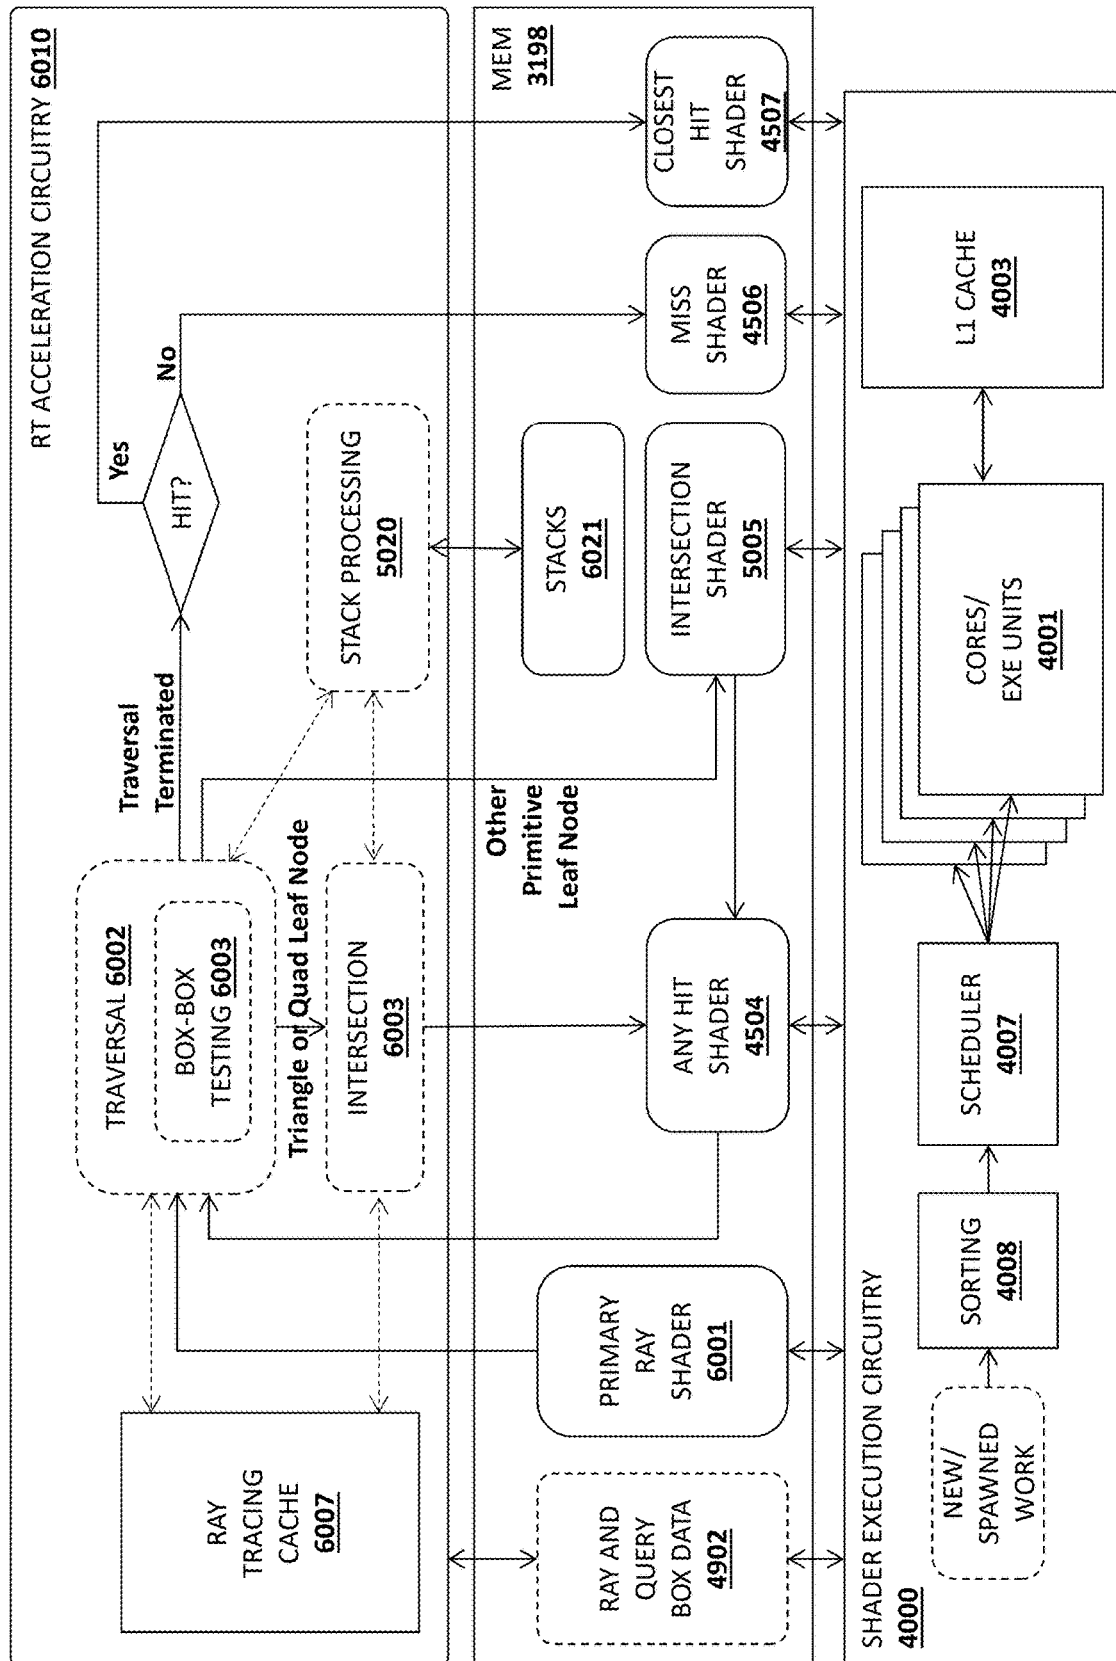 RT ACCELERATION CIRCUITRY 6010
RAY
TRACING
CACHE
6007
TRAVERSAL 6002
BOX-BOX
TESTING 6003
Traversal
Terminated
HIT?
Yes
No
Triangle or Quad Leaf Node
INTERSECTION
6003
STACK PROCESSING
5020
MEM
3198
Other
Primitive
Leaf Node
RAY AND
QUERY
BOX DATA
4902
PRIMARY
RAY
SHADER
6001
ANY HIT
SHADER
4504
STACKS
6021
INTERSECTION
SHADER
5005
MISS
SHADER
4506
CLOSEST
HIT
SHADER
4507
SHADER EXECUTION CIRCUITRY
4000
NEW/
SPAWNED
WORK
SORTING
4008
SCHEDULER
4007
CORES/
EXE UNITS
4001
L1 CACHE
4003